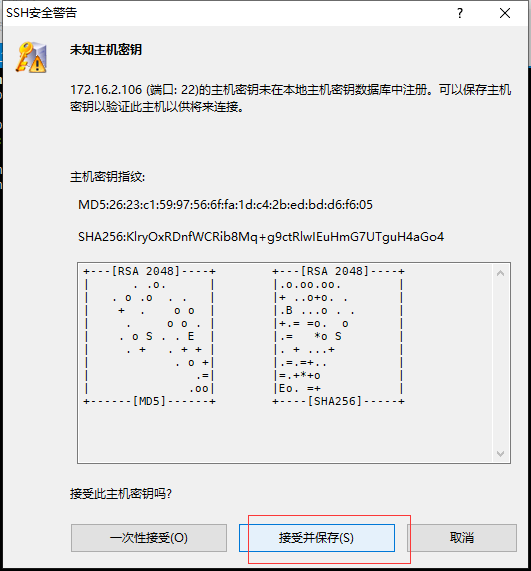 SSH安全警告
未知主机密钥
172.16.2.106 (端口: 22)的主机密钥未在本地主机密钥数据库中注册。可以保存主机
密钥以验证此主机以供将来连接。
主机密钥指纹:
MD5:26:23:c1:59:97:56:6f:fa:1d:c4:2b:ed:bd:d6:f6:05
SHA256:KlryOxRDnfWCRib8Mq+g9ctRlwIEuHmG7UTguH4aGo4
+---[RSA 2048]----+        +---[RSA 2048]----+
|      . .o.      |        |.o.oo.oo.        |
|   . o .o  . .   |        |+ ..o+o. .       |
|    +  .    o o  |        |.B ...o . .      |
|     .     o o . |        |+.= =o.  o       |
|    . o S . . E  |        |.=   *o S        |
|     . +   . + + |        |. + ...+         |
|            . o +|        |.=.=+..          |
|               .=|        |=.+*+o           |
|              .oo|        |Eo. =+           |
+------[MD5]------+        +----[SHA256]-----+
接受此主机密钥吗?
一次性接受(O)
接受并保存(S)
取消